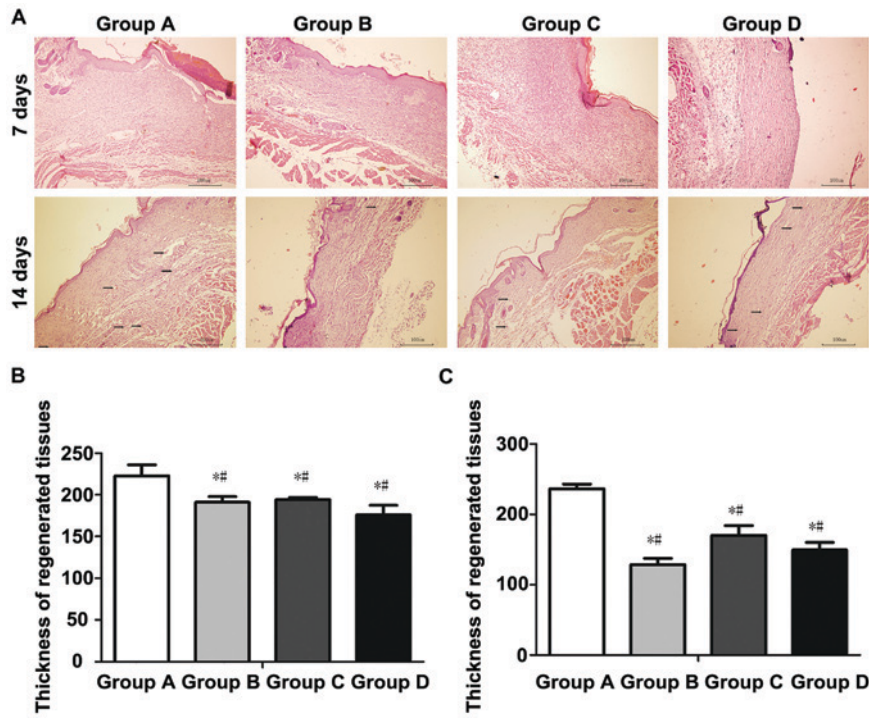 A
Group A Group B Group C Group D
7 days
14 days
B
Thickness of regenerated tissues
250
200
150
100
50
0
*# *# *#
Group A Group B Group C Group D
C
Thickness of regenerated tissues
300
200
100
0
*# *# *#
Group A Group B Group C Group D